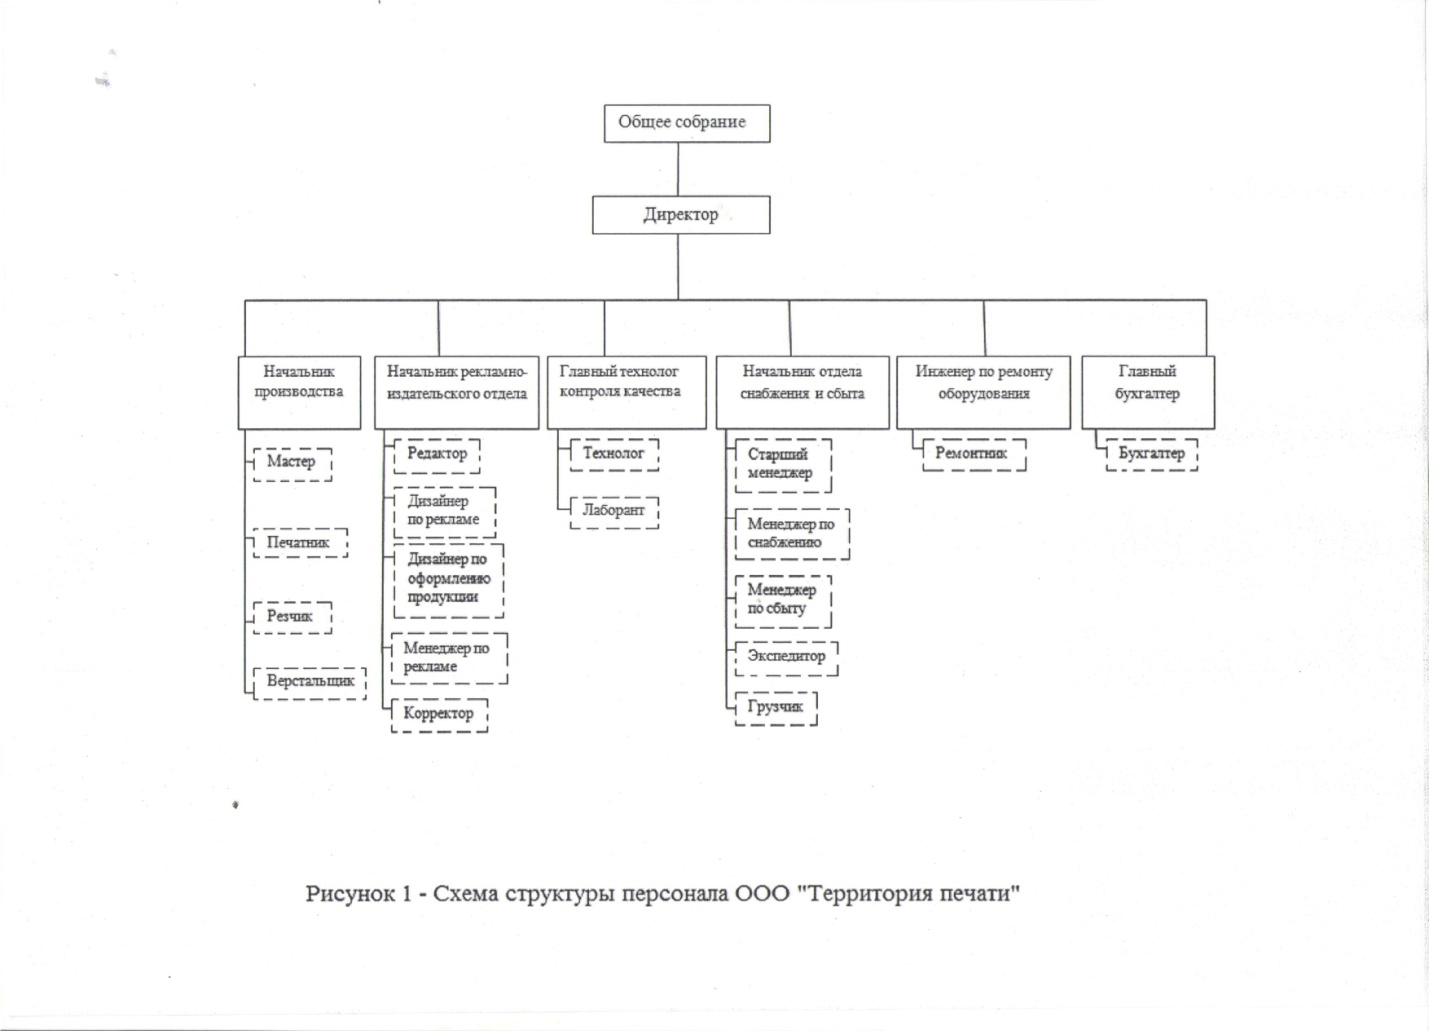 Общее собрание
Директор
Начальник
производства
Начальник рекламно-
издательского отдела
Главный технолог
контроля качества
Начальник отдела
снабжения и сбыта
Инженер по ремонту
оборудования
Главный
бухгалтер
Мастер
Печатник
Резчик
Верстальщик
Редактор
Дизайнер
по рекламе
Дизайнер по
оформлению
продукции
Менеджер по
рекламе
Корректор
Технолог
Лаборант
Старший
менеджер
Менеджер по
снабжению
Менеджер
по сбыту
Экспедитор
Грузчик
Ремонтник
Бухгалтер
Рисунок 1 - Схема структуры персонала ООО "Территория печати"